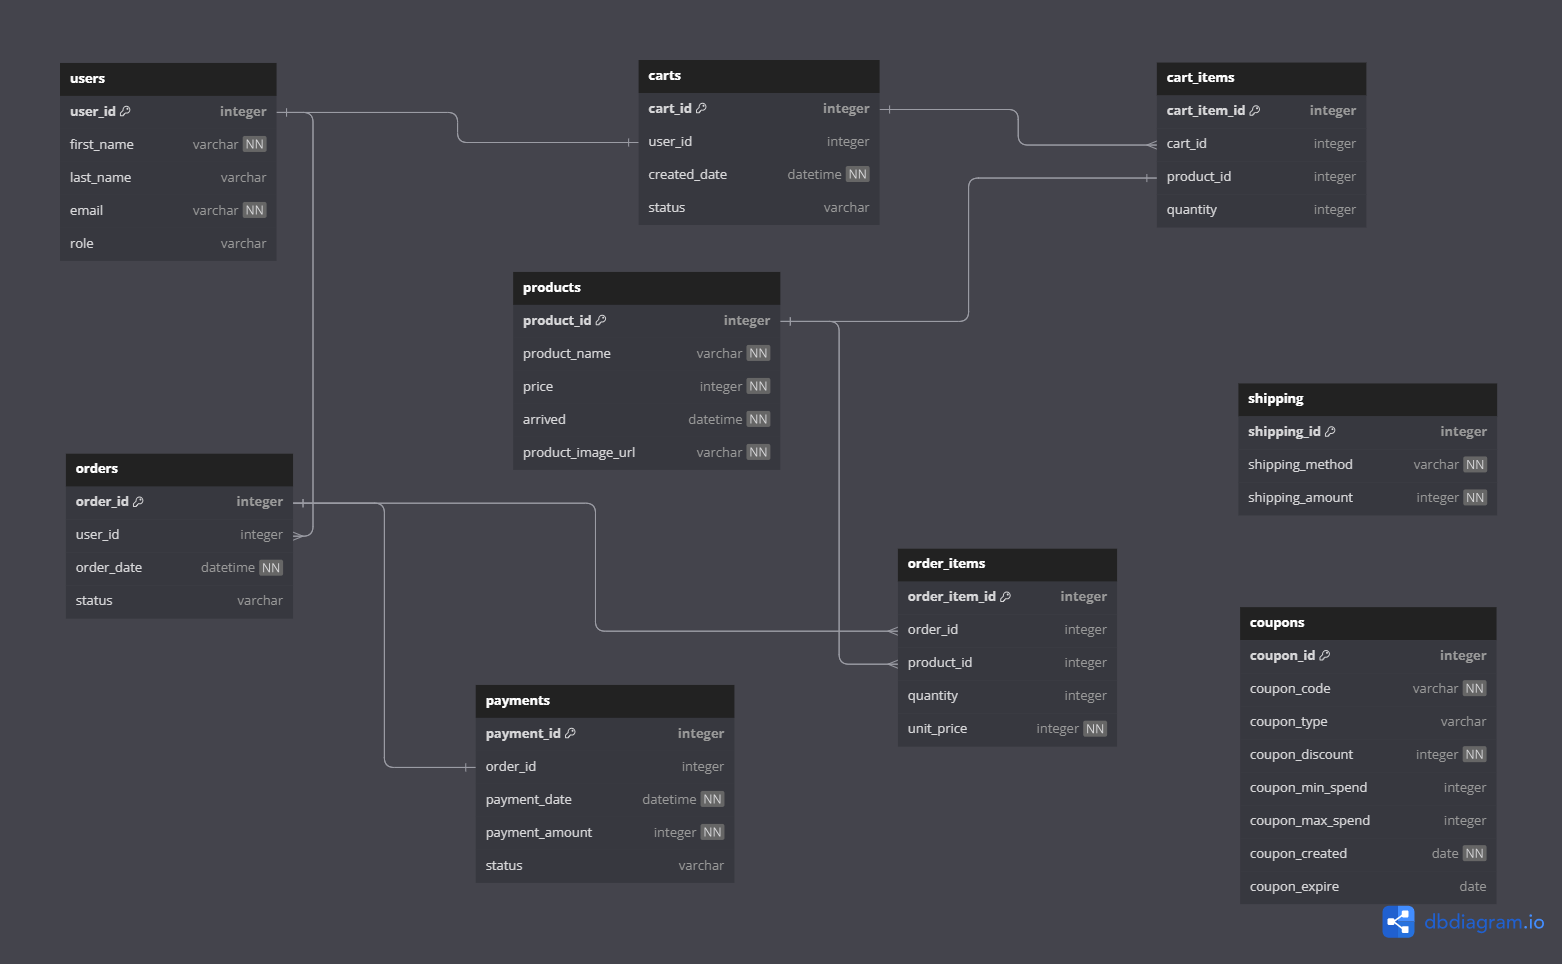 users
user_id integer
first_name varchar NN
last_name varchar
email varchar NN
role varchar
carts
cart_id integer
user_id integer
created_date datetime NN
status varchar
cart_items
cart_item_id integer
cart_id integer
product_id integer
quantity integer
products
product_id integer
product_name varchar NN
price integer NN
arrived datetime NN
product_image_url varchar NN
shipping
shipping_id integer
shipping_method varchar NN
shipping_amount integer NN
orders
order_id integer
user_id integer
order_date datetime NN
status varchar
order_items
order_item_id integer
order_id integer
product_id integer
quantity integer
unit_price integer NN
coupons
coupon_id integer
coupon_code varchar NN
coupon_type varchar
coupon_discount integer NN
coupon_min_spend integer
coupon_max_spend integer
coupon_created date NN
coupon_expire date
payments
payment_id integer
order_id integer
payment_date datetime NN
payment_amount integer NN
status varchar
dbdiagram.io